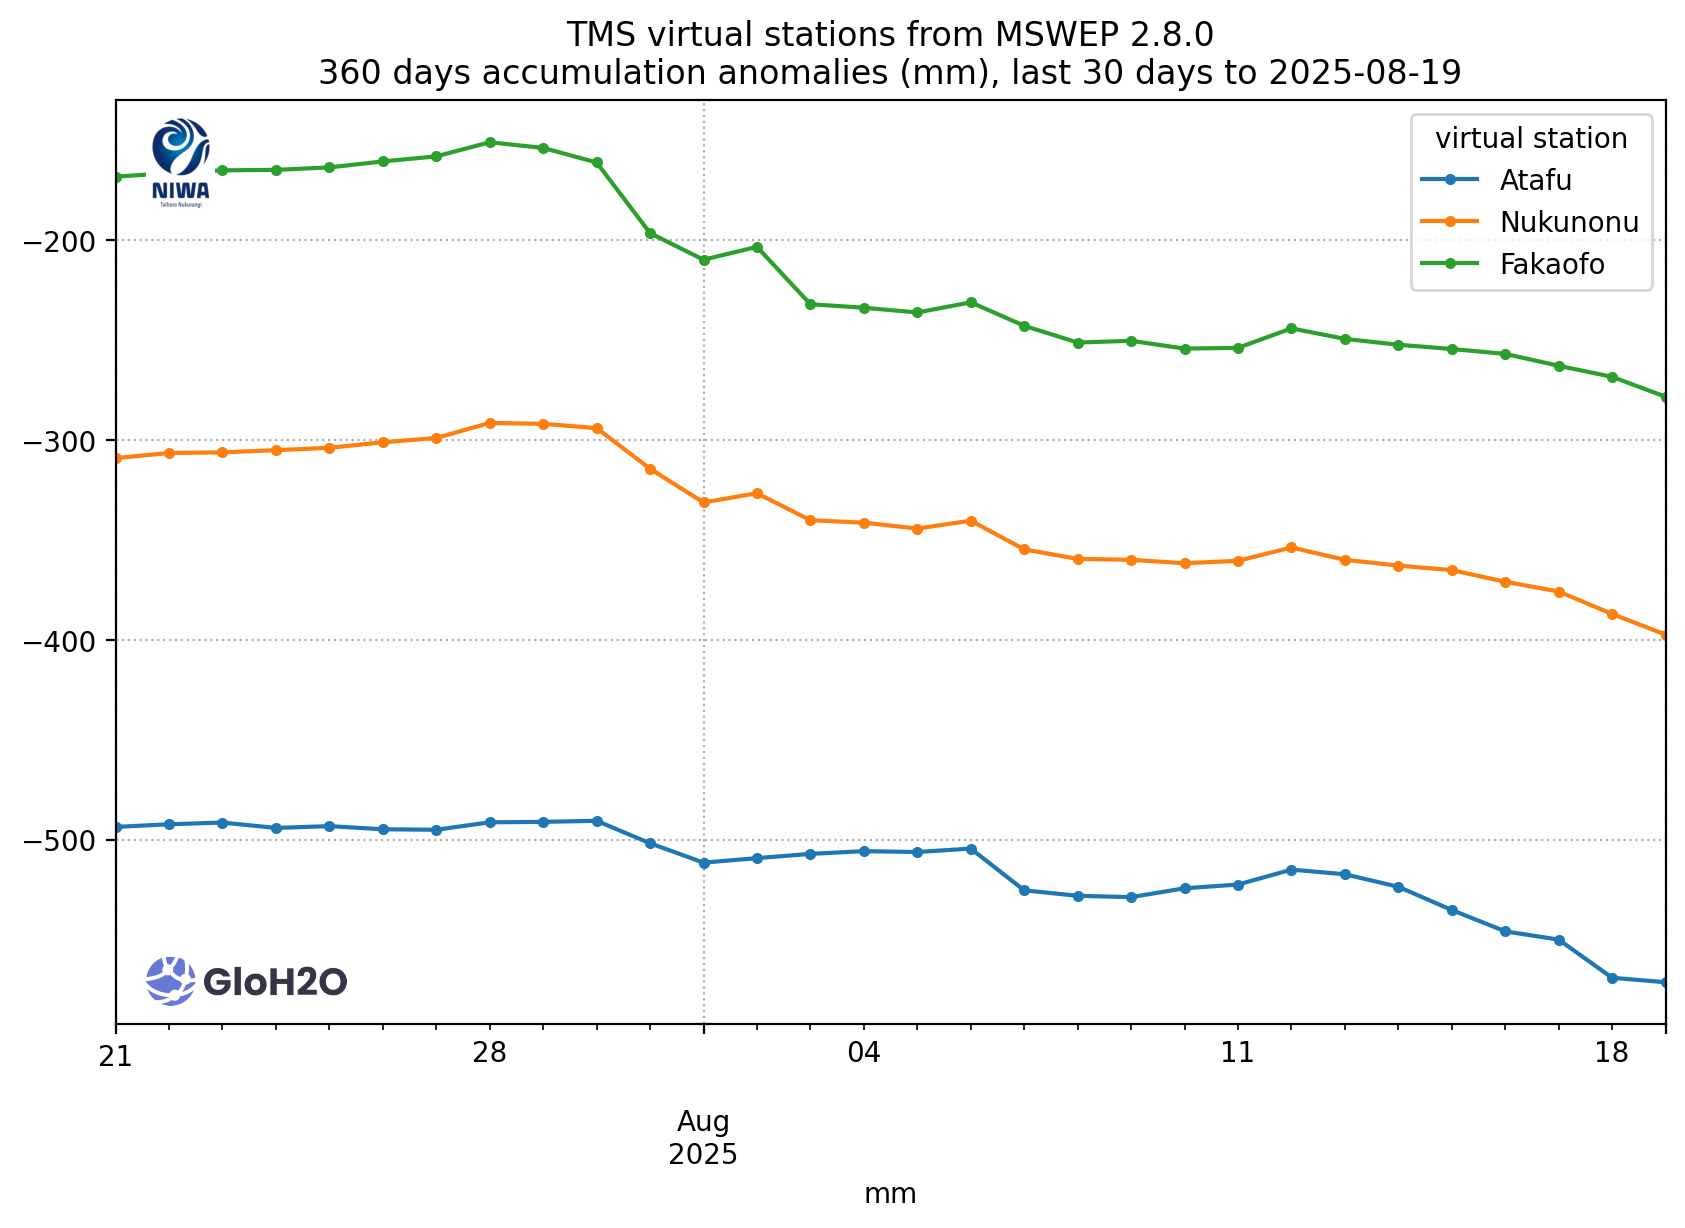 TMS virtual stations from MSWEP 2.8.0
360 days accumulation anomalies (mm), last 30 days to 2025-08-19
NIWA
Taihoro Nukurangi
virtual station
Atafu
Nukunonu
Fakaofo
−200
−300
−400
−500
GloH2O
21
28
04
11
18
Aug
2025
mm